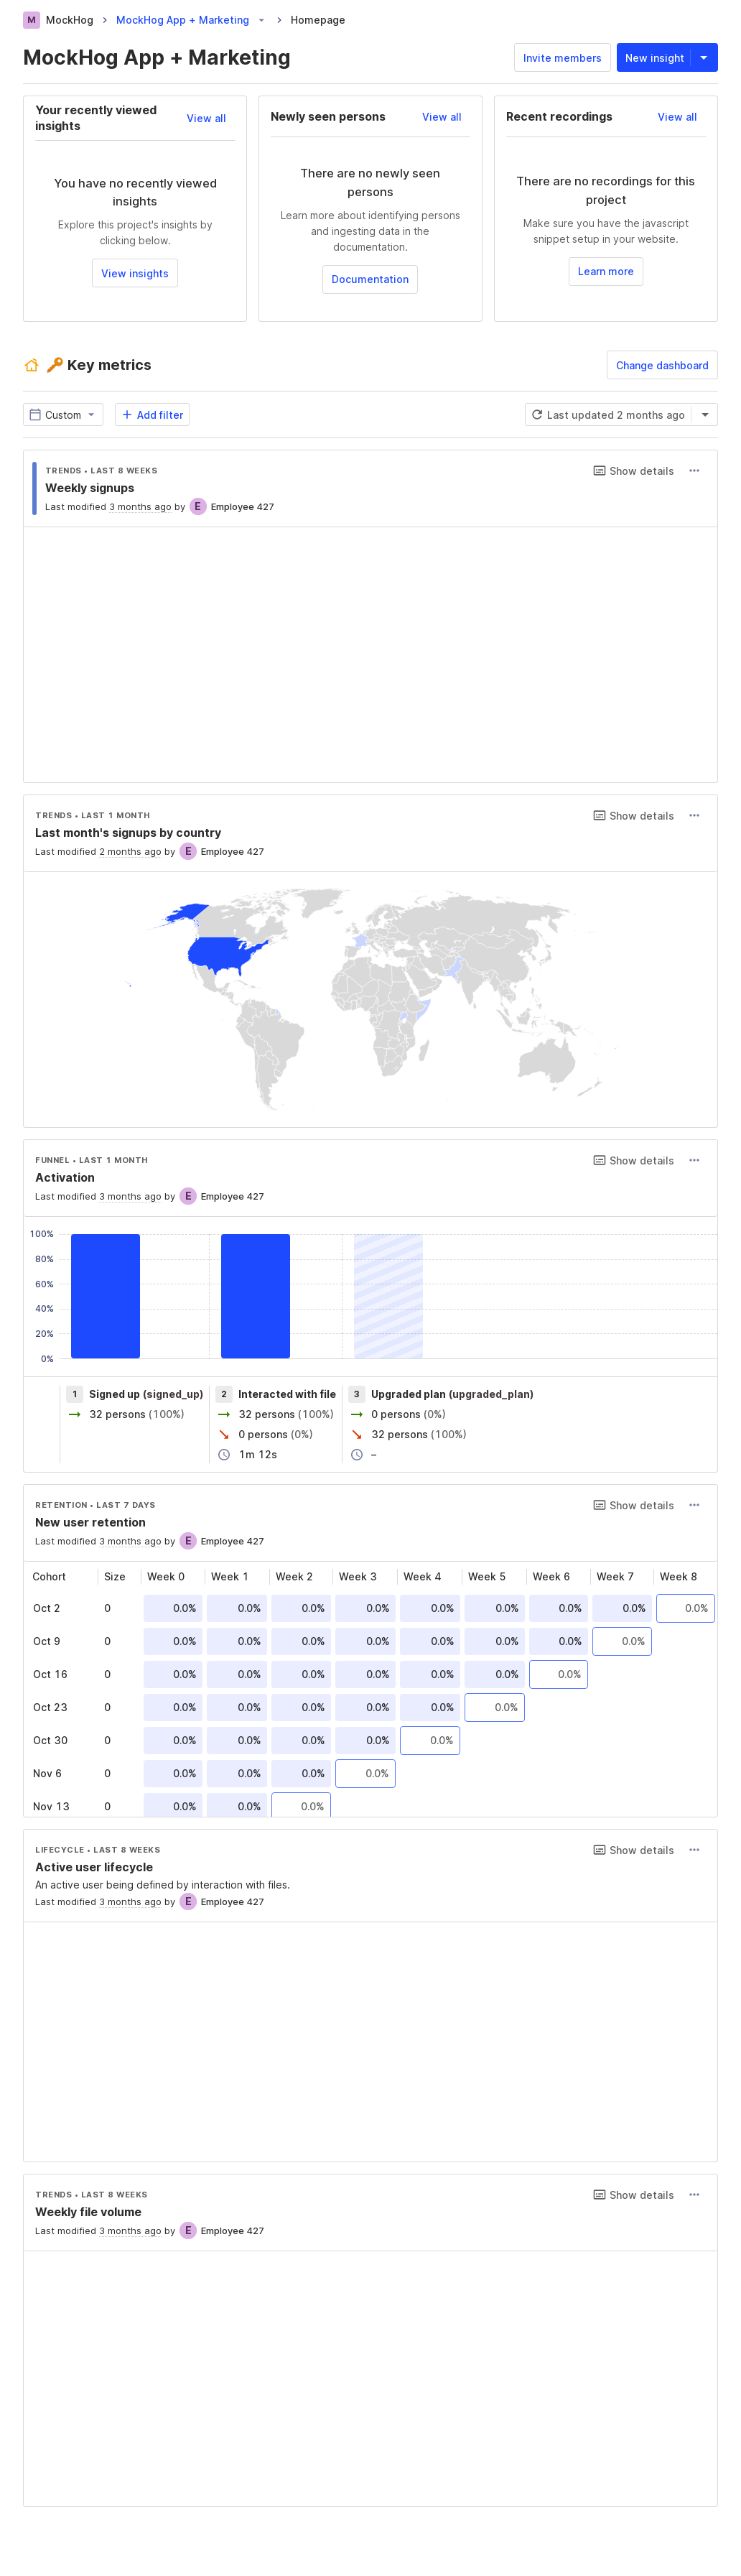 M MockHog > MockHog App + Marketing > Homepage
MockHog App + Marketing
Invite members
New insight
Your recently viewed
insights
View all
You have no recently viewed
insights
Explore this project's insights by
clicking below.
View insights
Newly seen persons
View all
There are no newly seen
persons
Learn more about identifying persons
and ingesting data in the
documentation.
Documentation
Recent recordings
View all
There are no recordings for this
project
Make sure you have the javascript
snippet setup in your website.
Learn more
🔑 Key metrics
Change dashboard
Custom
+ Add filter
Last updated 2 months ago
TRENDS • LAST 8 WEEKS
Show details
Weekly signups
Last modified 3 months ago by E Employee 427
TRENDS • LAST 1 MONTH
Show details
Last month's signups by country
Last modified 2 months ago by E Employee 427
FUNNEL • LAST 1 MONTH
Show details
Activation
Last modified 3 months ago by E Employee 427
100%
80%
60%
40%
20%
0%
1 Signed up (signed_up)
32 persons (100%)
2 Interacted with file
32 persons (100%)
0 persons (0%)
1m 12s
3 Upgraded plan (upgraded_plan)
0 persons (0%)
32 persons (100%)
–
RETENTION • LAST 7 DAYS
Show details
New user retention
Last modified 3 months ago by E Employee 427
Cohort Size Week 0 Week 1 Week 2 Week 3 Week 4 Week 5 Week 6 Week 7 Week 8
Oct 2 0 0.0% 0.0% 0.0% 0.0% 0.0% 0.0% 0.0% 0.0% 0.0%
Oct 9 0 0.0% 0.0% 0.0% 0.0% 0.0% 0.0% 0.0% 0.0%
Oct 16 0 0.0% 0.0% 0.0% 0.0% 0.0% 0.0% 0.0%
Oct 23 0 0.0% 0.0% 0.0% 0.0% 0.0% 0.0%
Oct 30 0 0.0% 0.0% 0.0% 0.0% 0.0%
Nov 6 0 0.0% 0.0% 0.0% 0.0%
Nov 13 0 0.0% 0.0% 0.0%
LIFECYCLE • LAST 8 WEEKS
Show details
Active user lifecycle
An active user being defined by interaction with files.
Last modified 3 months ago by E Employee 427
TRENDS • LAST 8 WEEKS
Show details
Weekly file volume
Last modified 3 months ago by E Employee 427